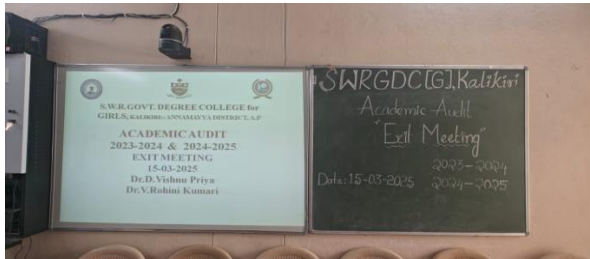 S.W.R.GOVT. DEGREE COLLEGE for
GIRLS, KALIKIRI: ANNAMAYYA DISTRICT, A.P
ACADEMIC AUDIT
2023-2024 & 2024-2025
EXIT MEETING
15-03-2025
Dr.D.Vishnu Priya
Dr.V.Rohini Kumari
SWRGDC[G], Kalikiri
Academic Audit
"Exit Meeting"
2023-2024
Date: 15-03-2025 2024-2025